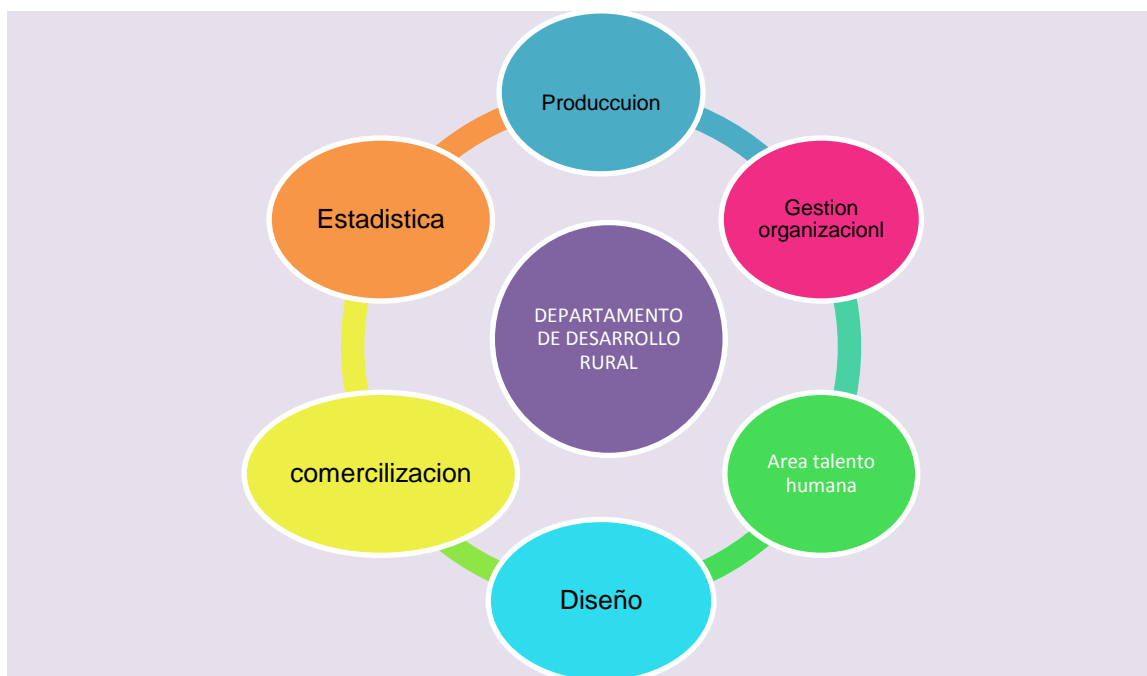 Produccuion
Gestion
organizacionl
Area talento
humana
Diseño
comercilizacion
Estadistica
DEPARTAMENTO
DE DESARROLLO
RURAL